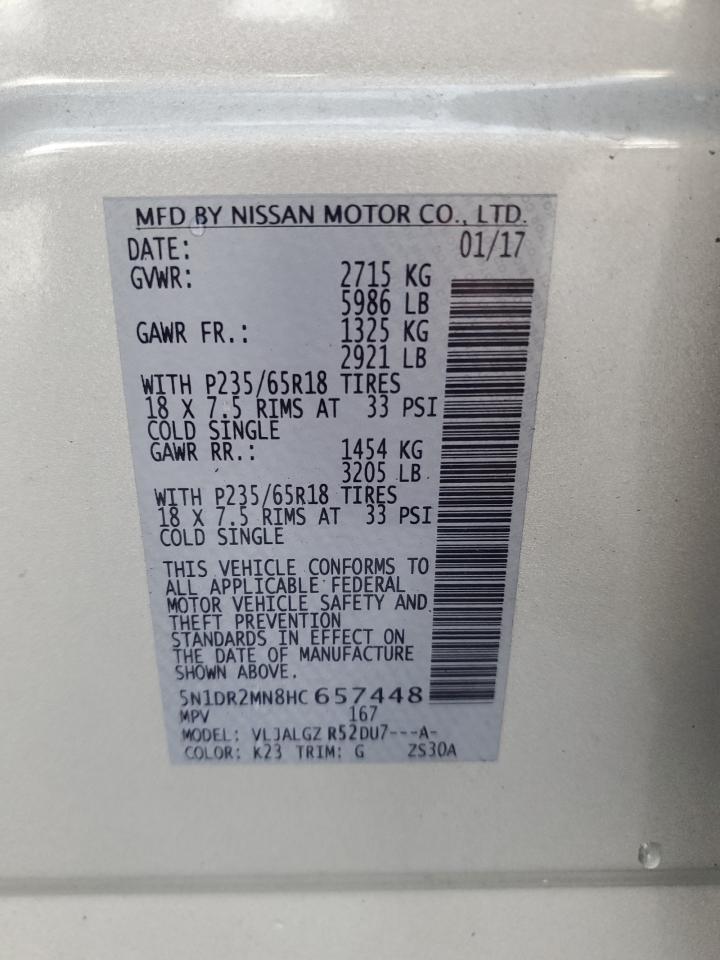 MFD BY NISSAN MOTOR CO., LTD.
DATE: 01/17
GVWR: 2715 KG
5986 LB
GAWR FR.: 1325 KG
2921 LB
WITH P235/65R18 TIRES
18 X 7.5 RIMS AT 33 PSI
COLD SINGLE
GAWR RR.: 1454 KG
3205 LB
WITH P235/65R18 TIRES
18 X 7.5 RIMS AT 33 PSI
COLD SINGLE
THIS VEHICLE CONFORMS TO
ALL APPLICABLE FEDERAL
MOTOR VEHICLE SAFETY AND
THEFT PREVENTION
STANDARDS IN EFFECT ON
THE DATE OF MANUFACTURE
SHOWN ABOVE.
5N1DR2MN8HC 657448
MPV 167
MODEL: VLJALGZ R52DU7---A-
COLOR: K23 TRIM: G ZS30A